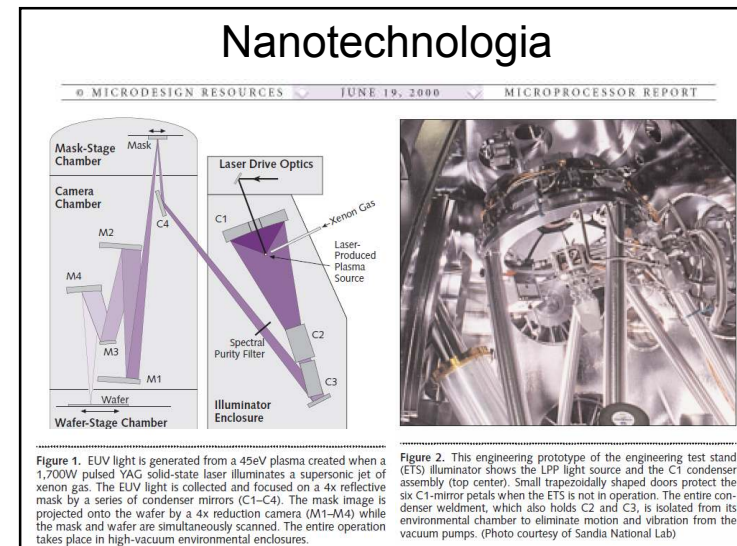 Nanotechnologia
© MICRODESIGN RESOURCES JUNE 19, 2000 MICROPROCESSOR REPORT
Mask-Stage
Chamber
Mask
Camera
Chamber
C4
M2
M4
M3
M1
Wafer
Wafer-Stage Chamber
Laser Drive Optics
C1
Xenon Gas
Laser-
Produced
Plasma
Source
Spectral
Purity Filter
C2
C3
Illuminator
Enclosure
Figure 1. EUV light is generated from a 45eV plasma created when a
1,700W pulsed YAG solid-state laser illuminates a supersonic jet of
xenon gas. The EUV light is collected and focused on a 4x reflective
mask by a series of condenser mirrors (C1–C4). The mask image is
projected onto the wafer by a 4x reduction camera (M1–M4) while
the mask and wafer are simultaneously scanned. The entire operation
takes place in high-vacuum environmental enclosures.
Figure 2. This engineering prototype of the engineering test stand
(ETS) illuminator shows the LPP light source and the C1 condenser
assembly (top center). Small trapezoidally shaped doors protect the
six C1-mirror petals when the ETS is not in operation. The entire con-
denser weldment, which also holds C2 and C3, is isolated from its
environmental chamber to eliminate motion and vibration from the
vacuum pumps. (Photo courtesy of Sandia National Lab)